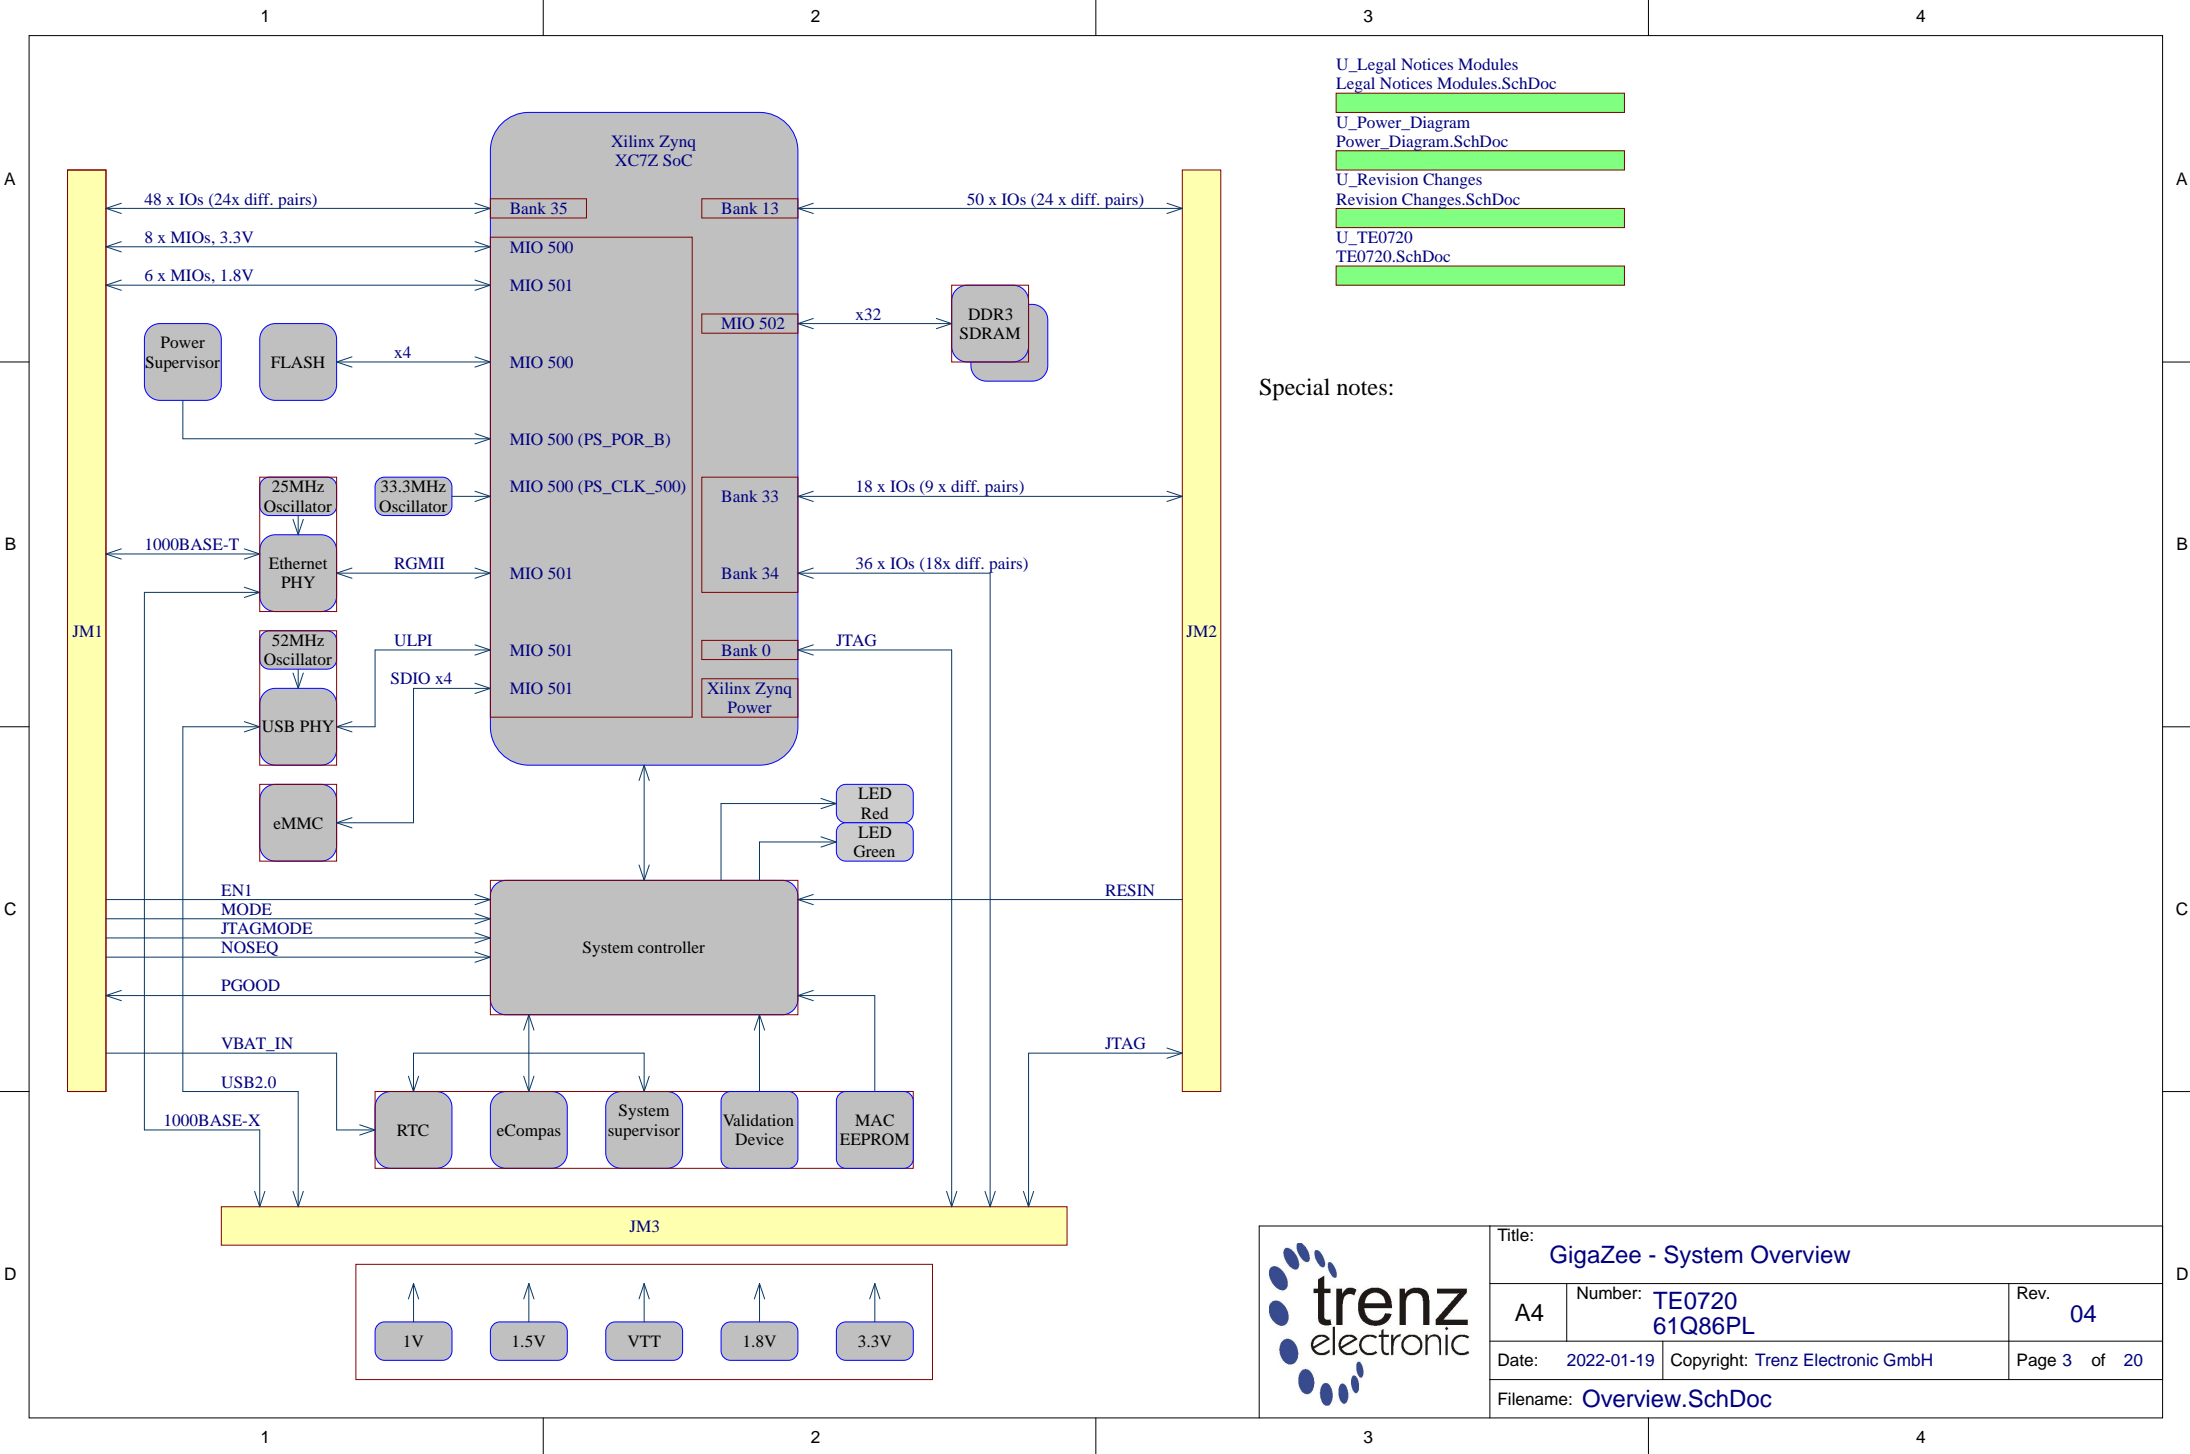 1
2
3
4
U_Legal Notices Modules
Legal Notices Modules.SchDoc
U_Power_Diagram
Power_Diagram.SchDoc
U_Revision Changes
Revision Changes.SchDoc
U_TE0720
TE0720.SchDoc
Special notes:
A
A
B
B
C
C
D
D
Xilinx Zynq
XC7Z SoC
48 x IOs (24x diff. pairs)
Bank 35
Bank 13
50 x IOs (24 x diff. pairs)
8 x MIOs, 3.3V
MIO 500
6 x MIOs, 1.8V
MIO 501
MIO 502
x32
DDR3
SDRAM
Power
Supervisor
FLASH
x4
MIO 500
MIO 500 (PS_POR_B)
25MHz
Oscillator
33.3MHz
Oscillator
MIO 500 (PS_CLK_500)
Bank 33
18 x IOs (9 x diff. pairs)
1000BASE-T
Ethernet
PHY
RGMII
MIO 501
Bank 34
36 x IOs (18x diff. pairs)
JM1
JM2
52MHz
Oscillator
ULPI
MIO 501
Bank 0
JTAG
SDIO x4
MIO 501
Xilinx Zynq
Power
USB PHY
eMMC
LED
Red
LED
Green
EN1
MODE
JTAGMODE
NOSEQ
System controller
RESIN
PGOOD
VBAT_IN
JTAG
USB2.0
1000BASE-X
RTC
eCompas
System
supervisor
Validation
Device
MAC
EEPROM
JM3
1V
1.5V
VTT
1.8V
3.3V
trenz
electronic
Title:
GigaZee - System Overview
A4
Number: TE0720
61Q86PL
Rev.
04
Date: 2022-01-19
Copyright: Trenz Electronic GmbH
Page 3 of 20
Filename: Overview.SchDoc
1
2
3
4